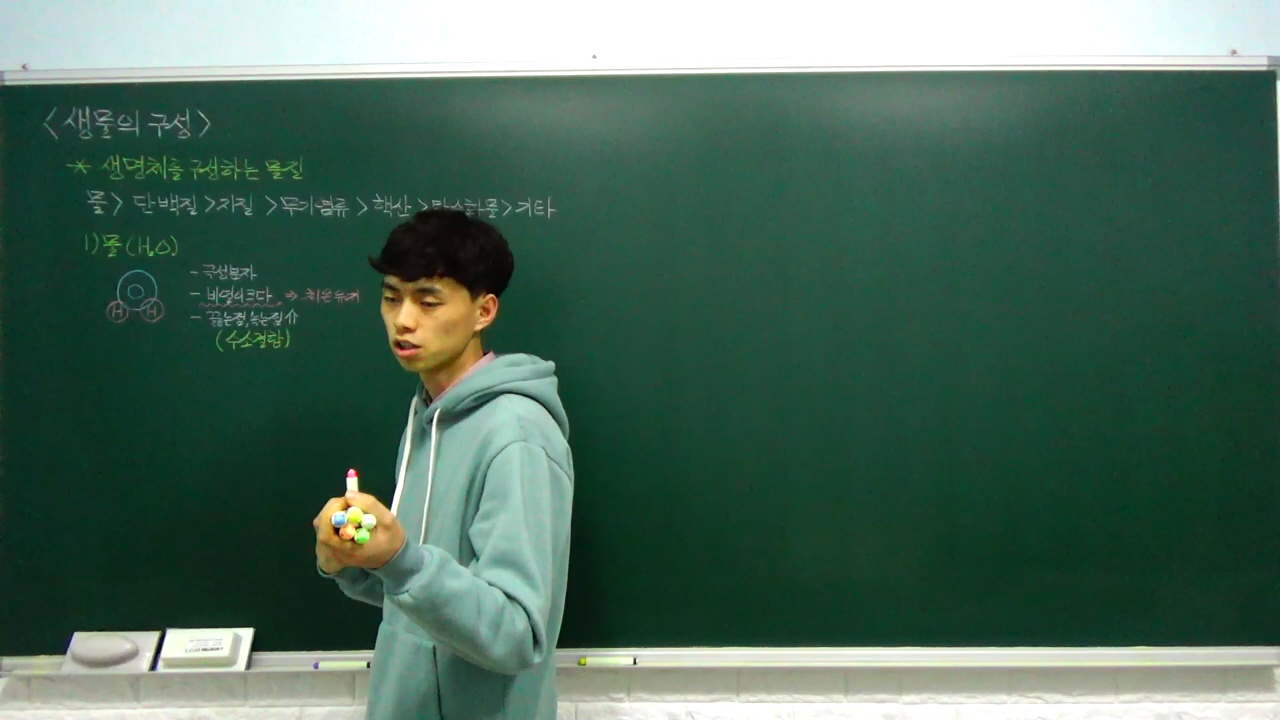 <생물의 구성>
* 생명체를 구성하는 물질
물> 단백질 >지질 >무기염류 > 핵산 >탄수화물> 기타
1) 물 (H₂O)
H H
- 극성분자
- 비열이 크다 ⇒ 체온유지
- 끓는점, 녹는점⇑
(수소결합)